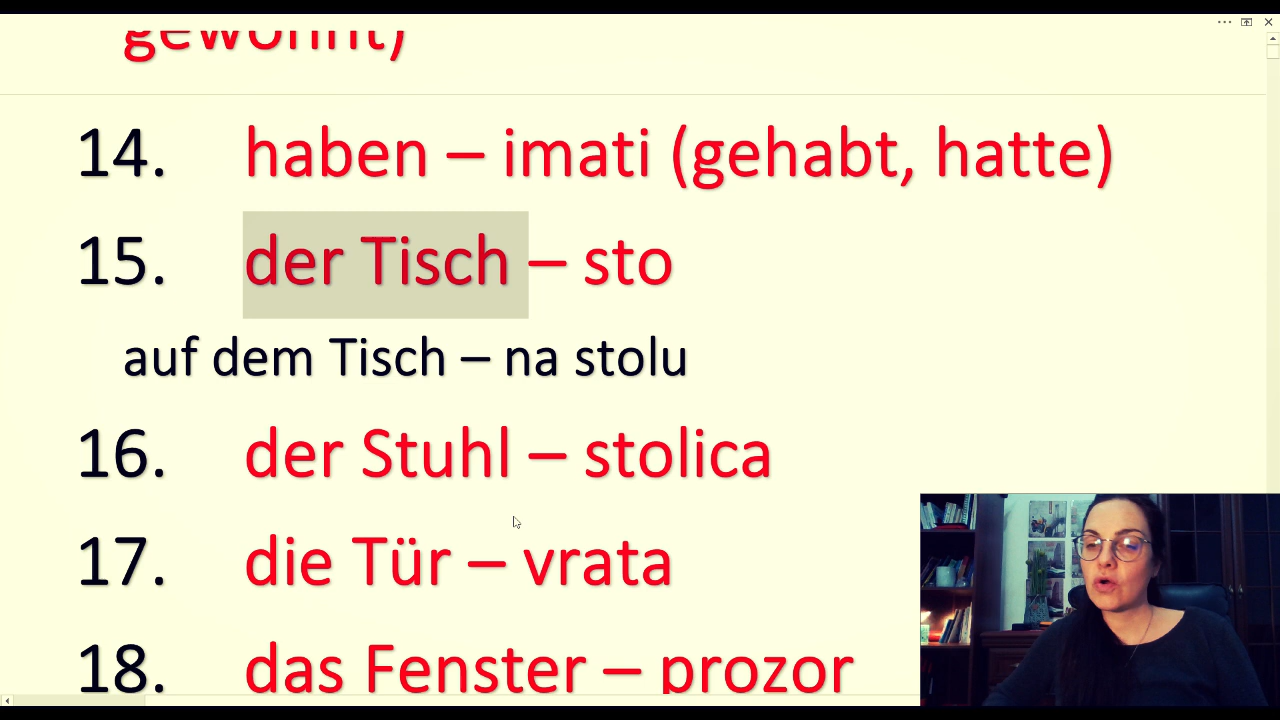 gewohnt)
14. haben – imati (gehabt, hatte)
15. der Tisch – sto
auf dem Tisch – na stolu
16. der Stuhl – stolica
17. die Tür – vrata
18. das Fenster – prozor